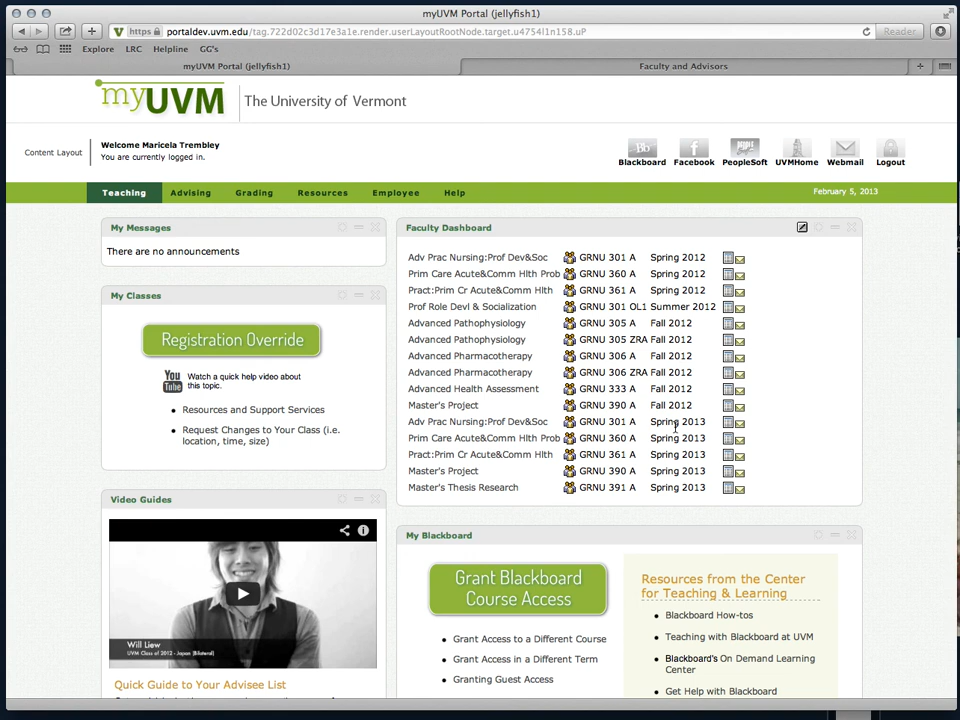 myUVM Portal (jellyfish1)
https portaldev.uvm.edu/tag.722d02c3d17e3a1e.render.userLayoutRootNode.target.u4754l1n158.uP
Reader
Explore LRC Helpline GG's
myUVM Portal (jellyfish1) Faculty and Advisors
myUVM The University of Vermont
Content Layout
Welcome Maricela Trembley
You are currently logged in.
Blackboard Facebook PeopleSoft UVMHome Webmail Logout
Teaching Advising Grading Resources Employee Help February 5, 2013
My Messages
There are no announcements
My Classes
Registration Override
You Tube
Watch a quick help video about
this topic.
Resources and Support Services
Request Changes to Your Class (i.e.
location, time, size)
Video Guides
Will Liew
UVM Class of 2012 - Japan (Bilateral)
Quick Guide to Your Advisee List
Faculty Dashboard
Adv Prac Nursing:Prof Dev&Soc GRNU 301 A Spring 2012
Prim Care Acute&Comm Hlth Prob GRNU 360 A Spring 2012
Pract:Prim Cr Acute&Comm Hlth GRNU 361 A Spring 2012
Prof Role Devl & Socialization GRNU 301 OL1 Summer 2012
Advanced Pathophysiology GRNU 305 A Fall 2012
Advanced Pathophysiology GRNU 305 ZRA Fall 2012
Advanced Pharmacotherapy GRNU 306 A Fall 2012
Advanced Pharmacotherapy GRNU 306 ZRA Fall 2012
Advanced Health Assessment GRNU 333 A Fall 2012
Master's Project GRNU 390 A Fall 2012
Adv Prac Nursing:Prof Dev&Soc GRNU 301 A Spring 2013
Prim Care Acute&Comm Hlth Prob GRNU 360 A Spring 2013
Pract:Prim Cr Acute&Comm Hlth GRNU 361 A Spring 2013
Master's Project GRNU 390 A Spring 2013
Master's Thesis Research GRNU 391 A Spring 2013
My Blackboard
Grant Blackboard
Course Access
Grant Access to a Different Course
Grant Access in a Different Term
Granting Guest Access
Resources from the Center
for Teaching & Learning
Blackboard How-tos
Teaching with Blackboard at UVM
Blackboard's On Demand Learning
Center
Get Help with Blackboard